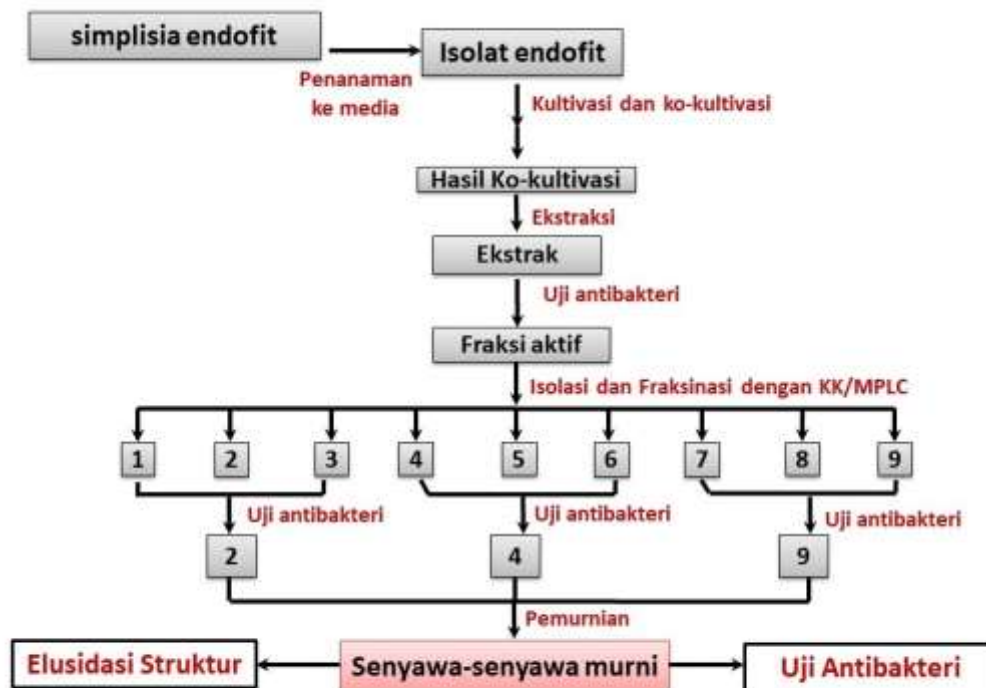 simplisia endofit
Isolat endofit
Penanaman
ke media
Kultivasi dan ko-kultivasi
Hasil Ko-kultivasi
Ekstraksi
Ekstrak
Uji antibakteri
Fraksi aktif
Isolasi dan Fraksinasi dengan KK/MPLC
1 2 3 4 5 6 7 8 9
Uji antibakteri Uji antibakteri Uji antibakteri
2 4 9
Pemurnian
Elusidasi Struktur Senyawa-senyawa murni Uji Antibakteri